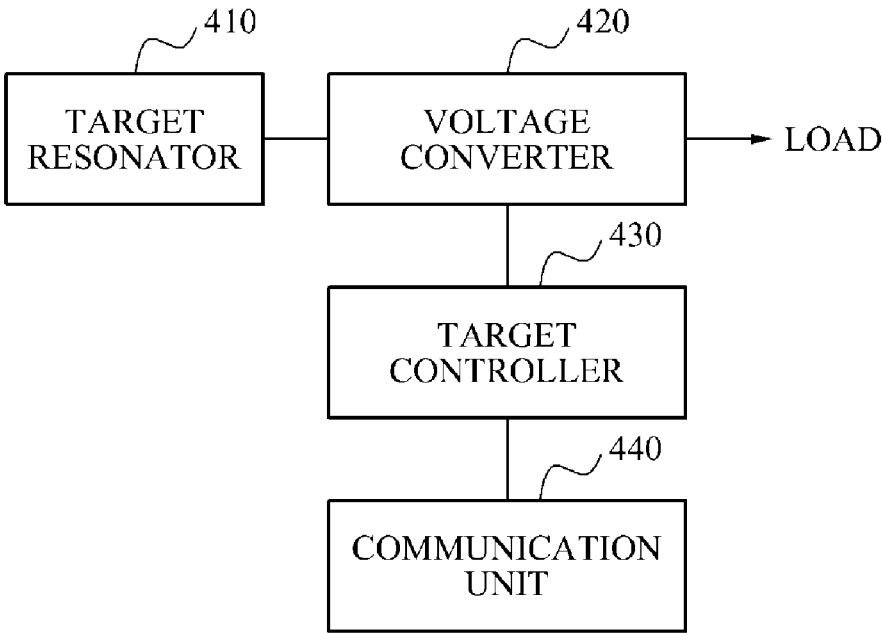 410
420
TARGET
RESONATOR
VOLTAGE
CONVERTER
LOAD
430
TARGET
CONTROLLER
440
COMMUNICATION
UNIT